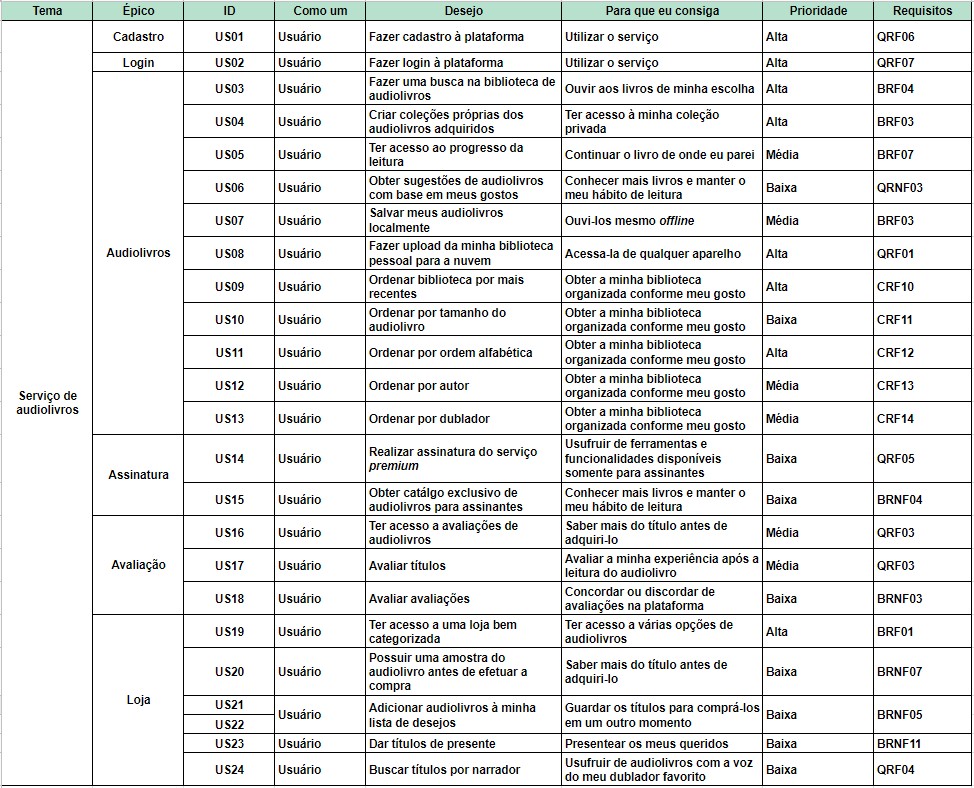 Tema Épico ID Como um Desejo Para que eu consiga Prioridade Requisitos
Serviço de
audiolivros
Cadastro US01 Usuário Fazer cadastro à plataforma Utilizar o serviço Alta QRF06
Login US02 Usuário Fazer login à plataforma Utilizar o serviço Alta QRF07
Audiolivros
US03 Usuário Fazer uma busca na biblioteca de
audiolivros Ouvir aos livros de minha escolha Alta BRF04
US04 Usuário Criar coleções próprias dos
audiolivros adquiridos Ter acesso à minha coleção
privada Alta BRF03
US05 Usuário Ter acesso ao progresso da
leitura Continuar o livro de onde eu parei Média BRF07
US06 Usuário Obter sugestões de audiolivros
com base em meus gostos Conhecer mais livros e manter o
meu hábito de leitura Baixa QRNF03
US07 Usuário Salvar meus audiolivros
localmente Ouvi-los mesmo offline Média BRF03
US08 Usuário Fazer upload da minha biblioteca
pessoal para a nuvem Acessa-la de qualquer aparelho Alta QRF01
US09 Usuário Ordenar biblioteca por mais
recentes Obter a minha biblioteca
organizada conforme meu gosto Alta CRF10
US10 Usuário Ordenar por tamanho do
audiolivro Obter a minha biblioteca
organizada conforme meu gosto Baixa CRF11
US11 Usuário Ordenar por ordem alfabética Obter a minha biblioteca
organizada conforme meu gosto Alta CRF12
US12 Usuário Ordenar por autor Obter a minha biblioteca
organizada conforme meu gosto Média CRF13
US13 Usuário Ordenar por dublador Obter a minha biblioteca
organizada conforme meu gosto Média CRF14
Assinatura
US14 Usuário Realizar assinatura do serviço
premium Usufruir de ferramentas e
funcionalidades disponíveis
somente para assinantes Baixa QRF05
US15 Usuário Obter catálgo exclusivo de
audiolivros para assinantes Conhecer mais livros e manter o
meu hábito de leitura Baixa BRNF04
Avaliação
US16 Usuário Ter acesso a avaliações de
audiolivros Saber mais do título antes de
adquiri-lo Média QRF03
US17 Usuário Avaliar títulos Avaliar a minha experiência após a
leitura do audiolivro Média QRF03
US18 Usuário Avaliar avaliações Concordar ou discordar de
avaliações na plataforma Baixa BRNF03
Loja
US19 Usuário Ter acesso a uma loja bem
categorizada Ter acesso a várias opções de
audiolivros Alta BRF01
US20 Usuário Possuir uma amostra do
audiolivro antes de efetuar a
compra Saber mais do título antes de
adquiri-lo Baixa BRNF07
US21
US22
Usuário Adicionar audiolivros à minha
lista de desejos Guardar os títulos para comprá-los
em um outro momento Baixa BRNF05
US23 Usuário Dar títulos de presente Presentear os meus queridos Baixa BRNF11
US24 Usuário Buscar títulos por narrador Usufruir de audiolivros com a voz
do meu dublador favorito Baixa QRF04